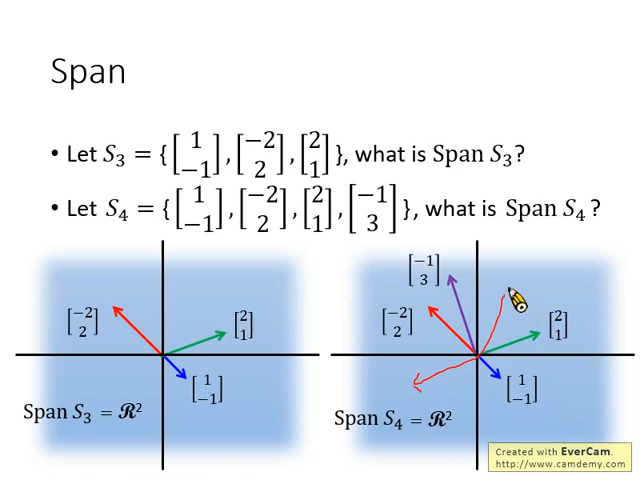 Span
• Let S₃ = { [1 −1], [−2 2], [2 1] }, what is Span S₃?
• Let S₄ = { [1 −1], [−2 2], [2 1], [−1 3] }, what is Span S₄ ?
[−2 2]
[2 1]
[1 −1]
Span S₃ = ℛ²
[−1 3]
[−2 2]
[2 1]
[1 −1]
Span S₄ = ℛ²
Created with EverCam.
http://www.camdemy.com